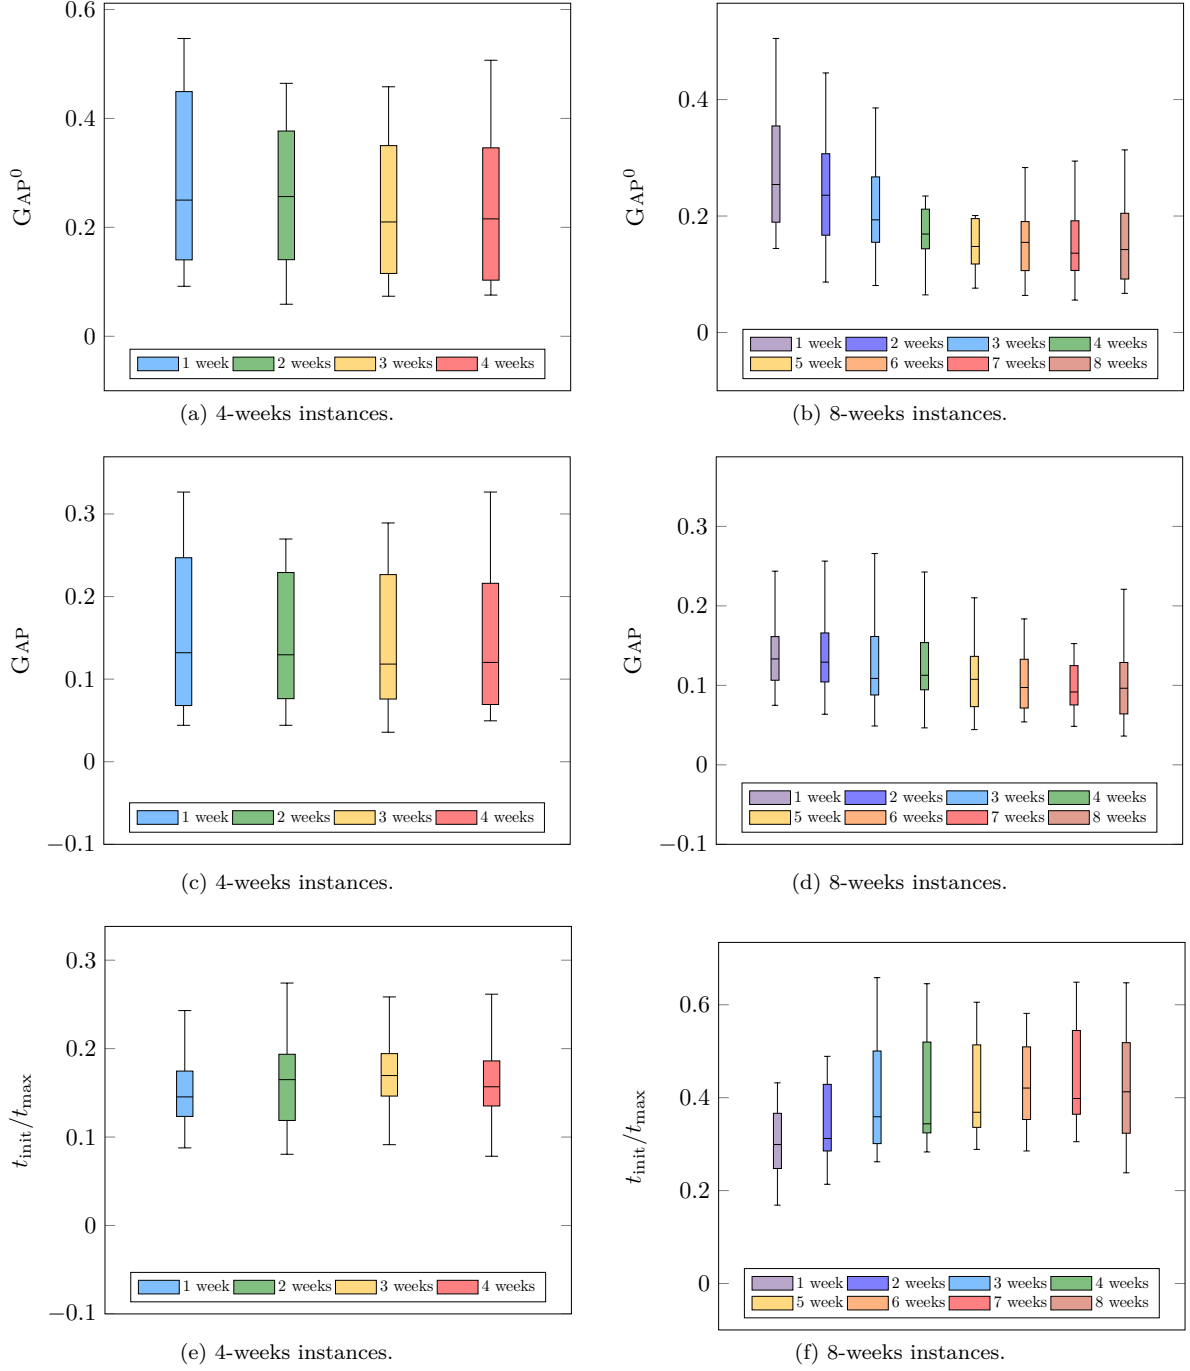 0.6
0.4
0.2
0
GAP⁰
1 week 2 weeks 3 weeks 4 weeks
(a) 4-weeks instances.
0.4
0.2
0
GAP⁰
1 week 2 weeks 3 weeks 4 weeks
5 week 6 weeks 7 weeks 8 weeks
(b) 8-weeks instances.
0.3
0.2
0.1
0
−0.1
GAP
1 week 2 weeks 3 weeks 4 weeks
(c) 4-weeks instances.
0.3
0.2
0.1
0
−0.1
GAP
1 week 2 weeks 3 weeks 4 weeks
5 week 6 weeks 7 weeks 8 weeks
(d) 8-weeks instances.
0.3
0.2
0.1
0
−0.1
t_init/t_max
1 week 2 weeks 3 weeks 4 weeks
(e) 4-weeks instances.
0.6
0.4
0.2
0
t_init/t_max
1 week 2 weeks 3 weeks 4 weeks
5 week 6 weeks 7 weeks 8 weeks
(f) 8-weeks instances.